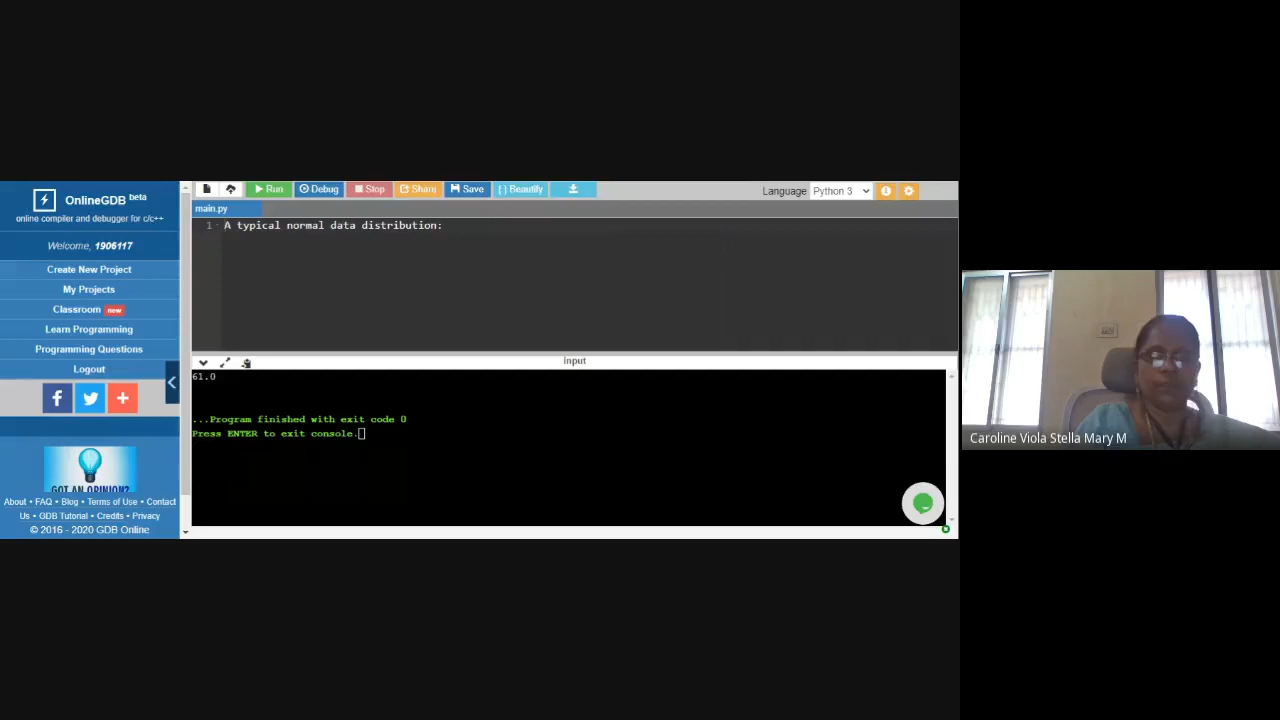 OnlineGDB beta
online compiler and debugger for c/c++
Welcome, 1906117
Create New Project
My Projects
Classroom new
Learn Programming
Programming Questions
Logout
GOT AN OPINION?
About • FAQ • Blog • Terms of Use • Contact
Us • GDB Tutorial • Credits • Privacy
© 2016 - 2020 GDB Online
Run Debug Stop Share Save { } Beautify
Language Python 3
main.py
1 A typical normal data distribution:
input
61.0
...Program finished with exit code 0
Press ENTER to exit console.
Caroline Viola Stella Mary M